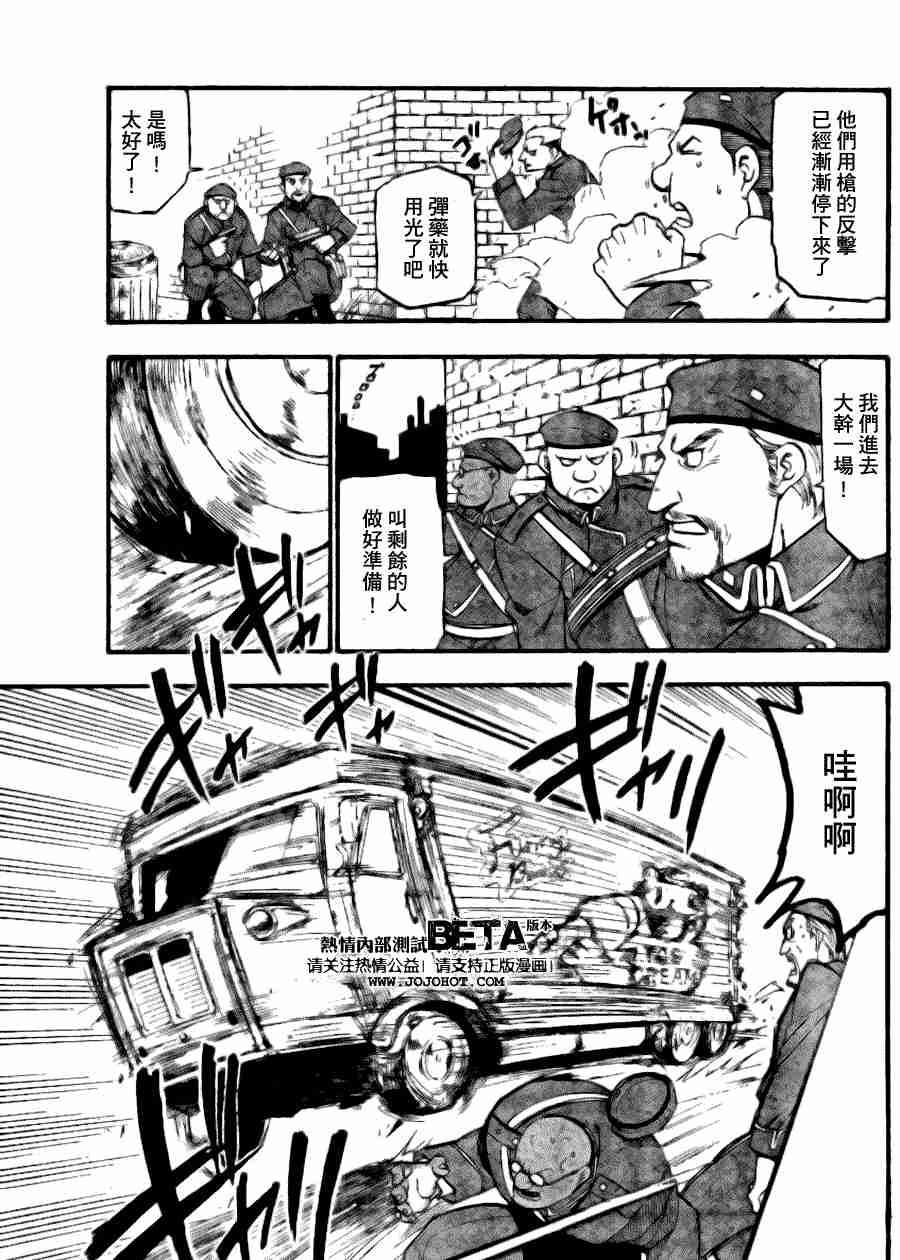 他們用槍的反擊
已經漸漸停下來了
ゲホッ
ゴホ
彈藥就快
用光了吧
是嗎！
太好了！
我們進去
大幹一場！
叫剩餘的人
做好準備！
ギャ
ギャ
ギャ
ギャ
哇啊啊
熱情內部測試BETA版本
请关注热情公益| 请支持正版漫画|
WWW.JOJOHOT.COM
ICE
CREAM
ギャ
ギャ